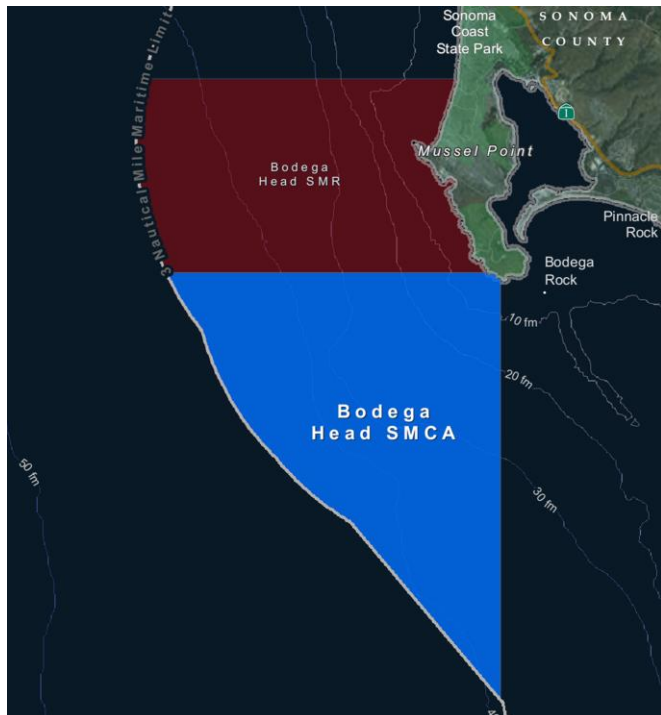 Sonoma
Coast
State Park
SONOMA
COUNTY
3 Nautical Mile Maritime Limit
1
Mussel Point
Bodega
Head SMR
Pinnacle
Rock
Bodega
Rock
10 fm
20 fm
Bodega
Head SMCA
50 fm
30 fm